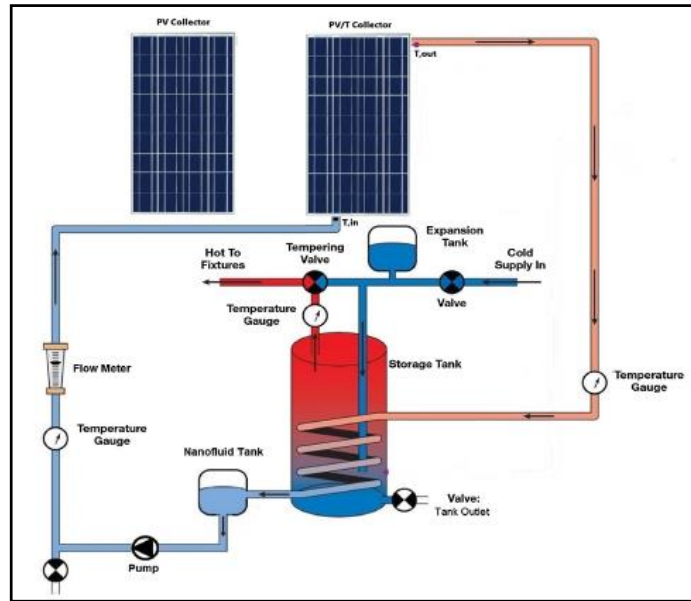 PV Collector
PV/T Collector
T,out
T,in
Expansion
Tank
Hot To
Fixtures
Tempering
Valve
Cold
Supply In
Valve
Temperature
Gauge
Storage Tank
Flow Meter
Temperature
Gauge
Temperature
Gauge
Nanofluid Tank
Valve:
Tank Outlet
Pump